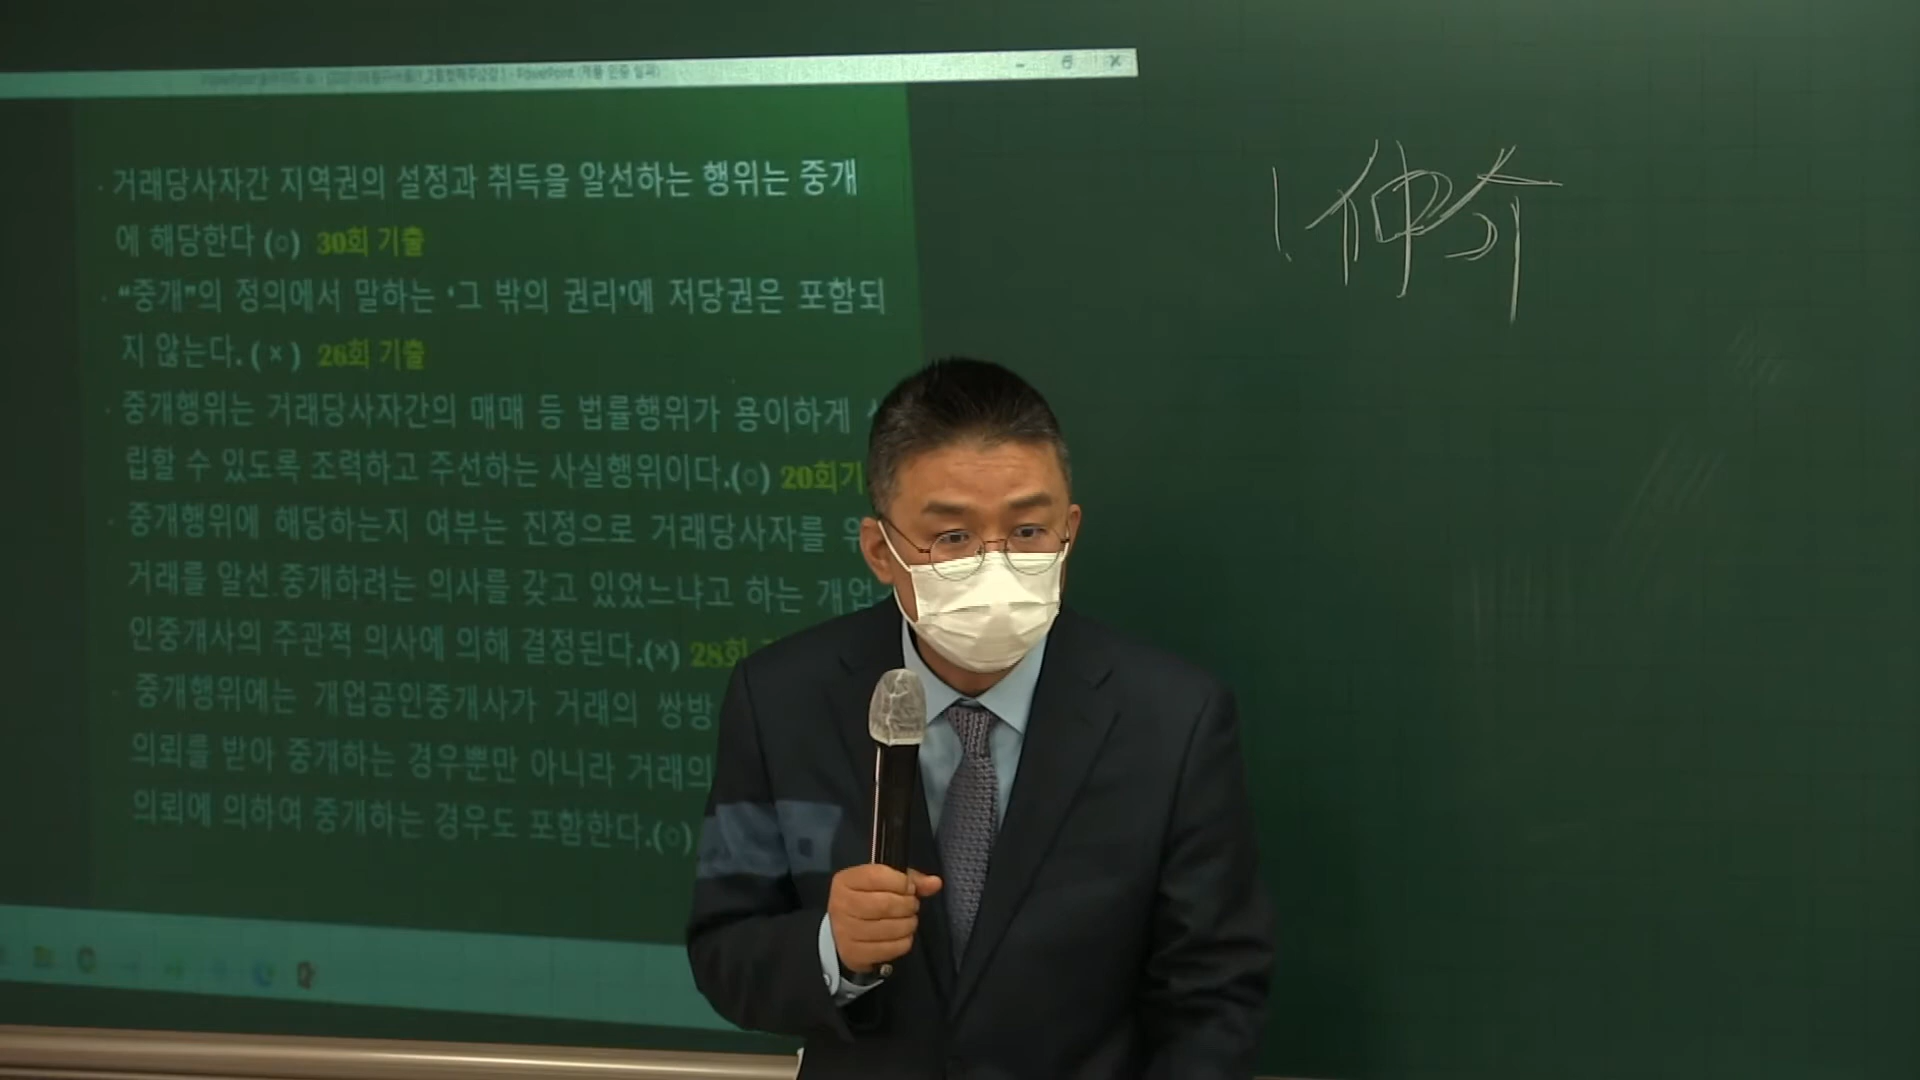 · 거래당사자간 지역권의 설정과 취득을 알선하는 행위는 중개
에 해당한다 (○) 30회 기출
· “중개”의 정의에서 말하는 ‘그 밖의 권리’에 저당권은 포함되
지 않는다. ( × ) 26회 기출
· 중개행위는 거래당사자간의 매매 등 법률행위가 용이하게
립할 수 있도록 조력하고 주선하는 사실행위이다.(○) 20회기
· 중개행위에 해당하는지 여부는 진정으로 거래당사자를
거래를 알선.중개하려는 의사를 갖고 있었느냐고 하는 개업
인중개사의 주관적 의사에 의해 결정된다.(×) 28회
· 중개행위에는 개업공인중개사가 거래의 쌍방
의뢰를 받아 중개하는 경우뿐만 아니라 거래의
의뢰에 의하여 중개하는 경우도 포함한다.(○)
1. 仲介